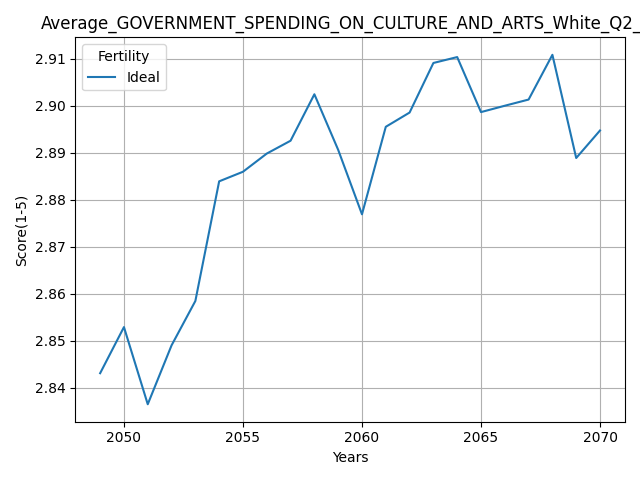 Average_GOVERNMENT_SPENDING_ON_CULTURE_AND_ARTS_White_Q2_
Fertility
Ideal
Score(1-5)
2.91
2.90
2.89
2.88
2.87
2.86
2.85
2.84
2050 2055 2060 2065 2070
Years